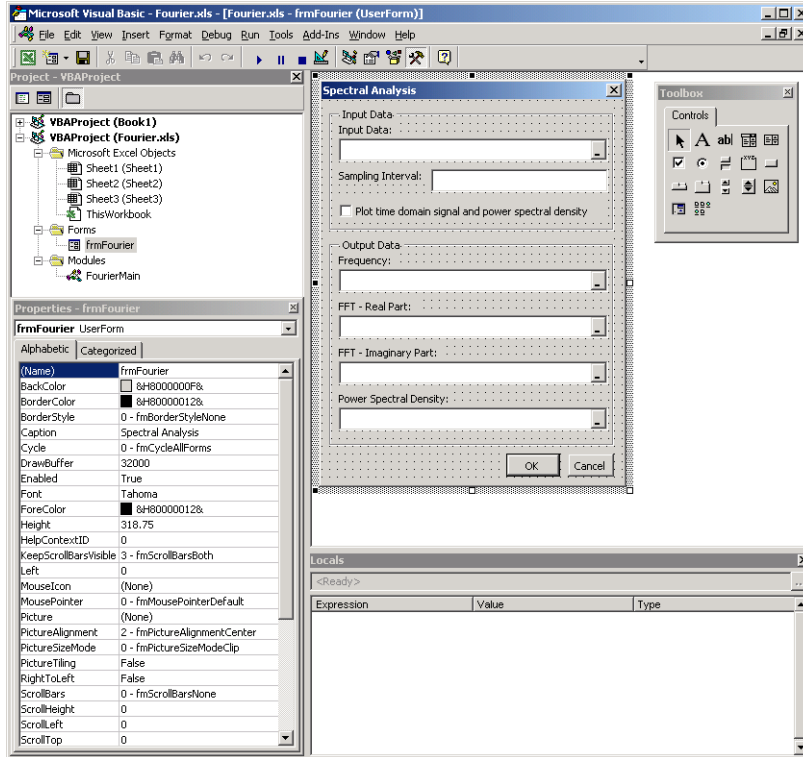 Microsoft Visual Basic - Fourier.xls - [Fourier.xls - frmFourier (UserForm)]
File Edit View Insert Format Debug Run Tools Add-Ins Window Help
Project - VBAProject
VBAProject (Book1)
VBAProject (Fourier.xls)
Microsoft Excel Objects
Sheet1 (Sheet1)
Sheet2 (Sheet2)
Sheet3 (Sheet3)
ThisWorkbook
Forms
frmFourier
Modules
FourierMain
Properties - frmFourier
frmFourier UserForm
Alphabetic Categorized
(Name) frmFourier
BackColor &H8000000F&
BorderColor &H80000012&
BorderStyle 0 - fmBorderStyleNone
Caption Spectral Analysis
Cycle 0 - fmCycleAllForms
DrawBuffer 32000
Enabled True
Font Tahoma
ForeColor &H80000012&
Height 318.75
HelpContextID 0
KeepScrollBarsVisible 3 - fmScrollBarsBoth
Left 0
MouseIcon (None)
MousePointer 0 - fmMousePointerDefault
Picture (None)
PictureAlignment 2 - fmPictureAlignmentCenter
PictureSizeMode 0 - fmPictureSizeModeClip
PictureTiling False
RightToLeft False
ScrollBars 0 - fmScrollBarsNone
ScrollHeight 0
ScrollLeft 0
ScrollTop 0
Spectral Analysis
Input Data
Input Data:
Sampling Interval:
Plot time domain signal and power spectral density
Output Data
Frequency:
FFT - Real Part:
FFT - Imaginary Part:
Power Spectral Density:
OK Cancel
Toolbox
Controls
A ab|
Locals
<Ready>
Expression Value Type